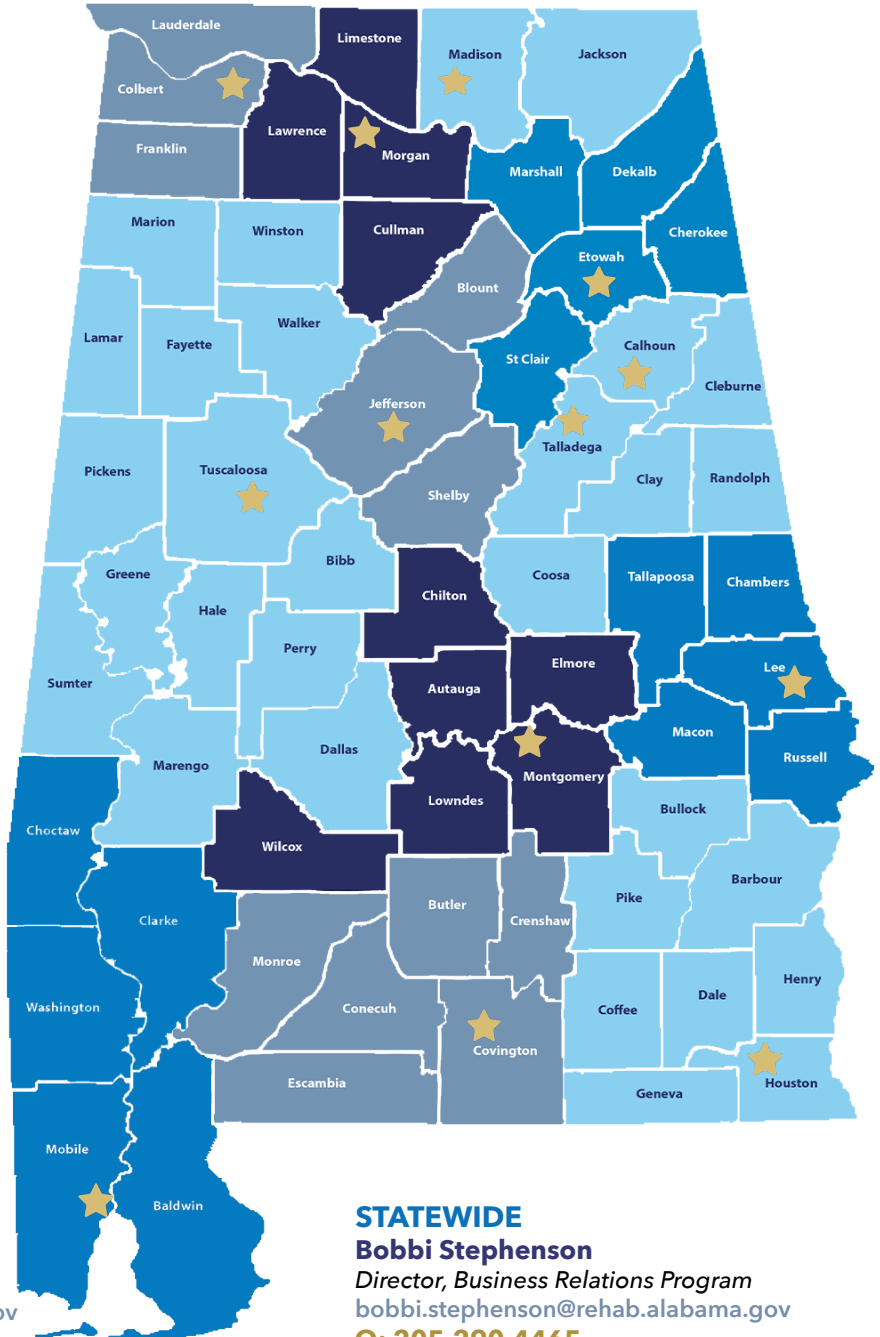 Lauderdale
Limestone
Madison
Jackson
Colbert
Lawrence
Franklin
Morgan
Marshall
Dekalb
Marion
Winston
Cullman
Cherokee
Etowah
Blount
Lamar
Fayette
Walker
St Clair
Calhoun
Cleburne
Jefferson
Talladega
Pickens
Tuscaloosa
Shelby
Clay
Randolph
Greene
Bibb
Coosa
Tallapoosa
Chambers
Hale
Chilton
Perry
Elmore
Lee
Sumter
Autauga
Macon
Marengo
Dallas
Montgomery
Russell
Choctaw
Lowndes
Bullock
Wilcox
Barbour
Clarke
Butler
Crenshaw
Pike
Monroe
Washington
Conecuh
Coffee
Dale
Henry
Covington
Escambia
Geneva
Houston
Mobile
Baldwin
STATEWIDE
Bobbi Stephenson
Director, Business Relations Program
bobbi.stephenson@rehab.alabama.gov